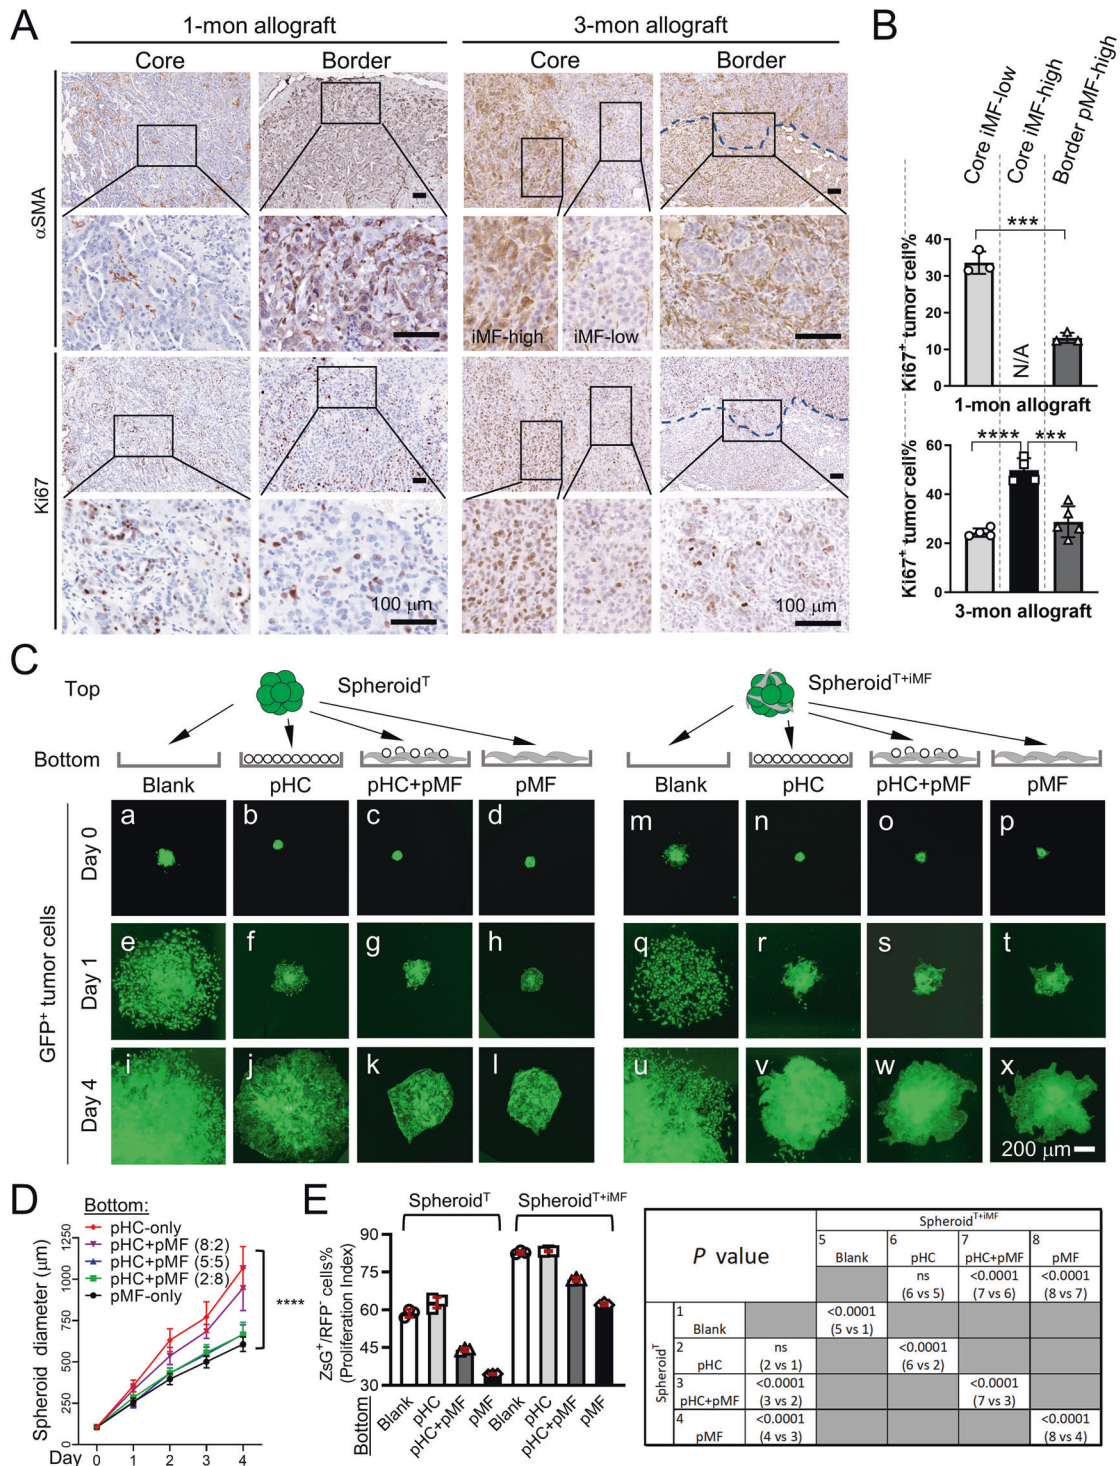 A
1-mon allograft
3-mon allograft
Core
Border
Core
Border
αSMA
iMF-high
iMF-low
Ki67
100 μm
100 μm
B
Core iMF-low
Core iMF-high
Border pMF-high
Ki67⁺ tumor cell%
40
30
20
10
0
***
N/A
1-mon allograft
Ki67⁺ tumor cell%
60
40
20
0
****
***
3-mon allograft
C
Top
Spheroidᵀ
Spheroidᵀ⁺ⁱᴹᶠ
Bottom
Blank
pHC
pHC+pMF
pMF
Blank
pHC
pHC+pMF
pMF
GFP⁺ tumor cells
Day 0
a
b
c
d
m
n
o
p
Day 1
e
f
g
h
q
r
s
t
Day 4
i
j
k
l
u
v
w
x
200 μm
D
Bottom:
pHC-only
pHC+pMF (8:2)
pHC+pMF (5:5)
pHC+pMF (2:8)
pMF-only
Spheroid diameter (μm)
1250
1000
750
500
250
0
****
Day 0 1 2 3 4
E
Spheroidᵀ
Spheroidᵀ⁺ⁱᴹᶠ
ZsG⁺/RFP⁻ cells%
(Proliferation Index)
90
75
60
45
30
Bottom
Blank
pHC
pHC+pMF
pMF
Blank
pHC
pHC+pMF
pMF
P value
Spheroidᵀ⁺ⁱᴹᶠ
5 6 7 8
Blank pHC pHC+pMF pMF
ns <0.0001 <0.0001
(6 vs 5) (7 vs 6) (8 vs 7)
Spheroidᵀ
1 <0.0001
Blank (5 vs 1)
2 ns <0.0001
pHC (2 vs 1) (6 vs 2)
3 <0.0001 <0.0001
pHC+pMF (3 vs 2) (7 vs 3)
4 <0.0001 <0.0001
pMF (4 vs 3) (8 vs 4)